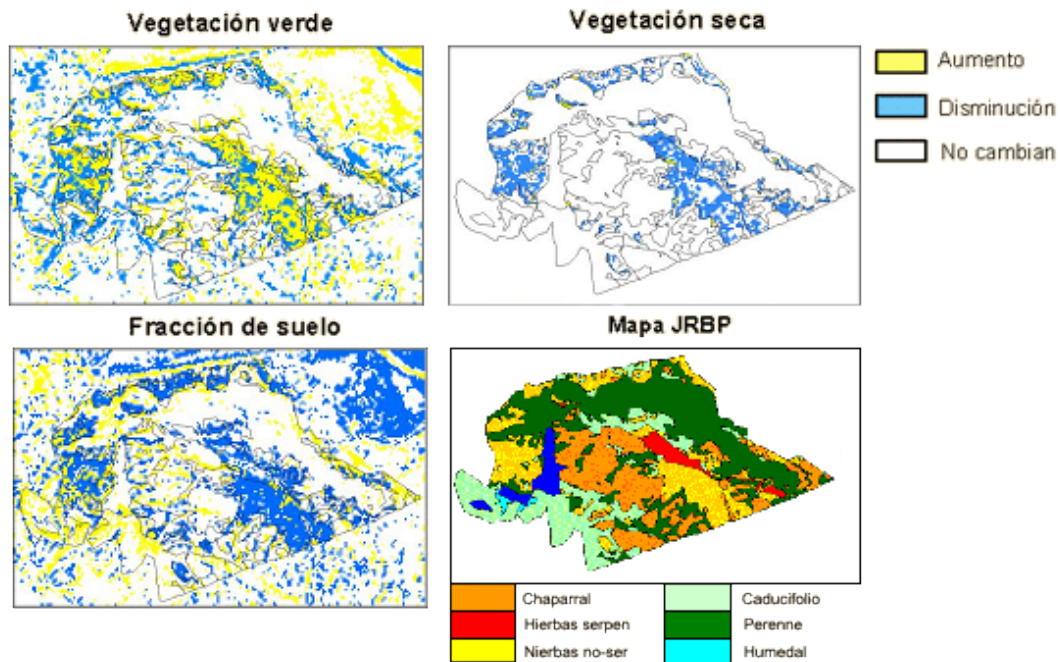 Vegetación verde
Vegetación seca
Aumento
Disminución
No cambian
Fracción de suelo
Mapa JRBP
Chaparral
Caducifolio
Hierbas serpen
Perenne
Nierbas no-ser
Humedal